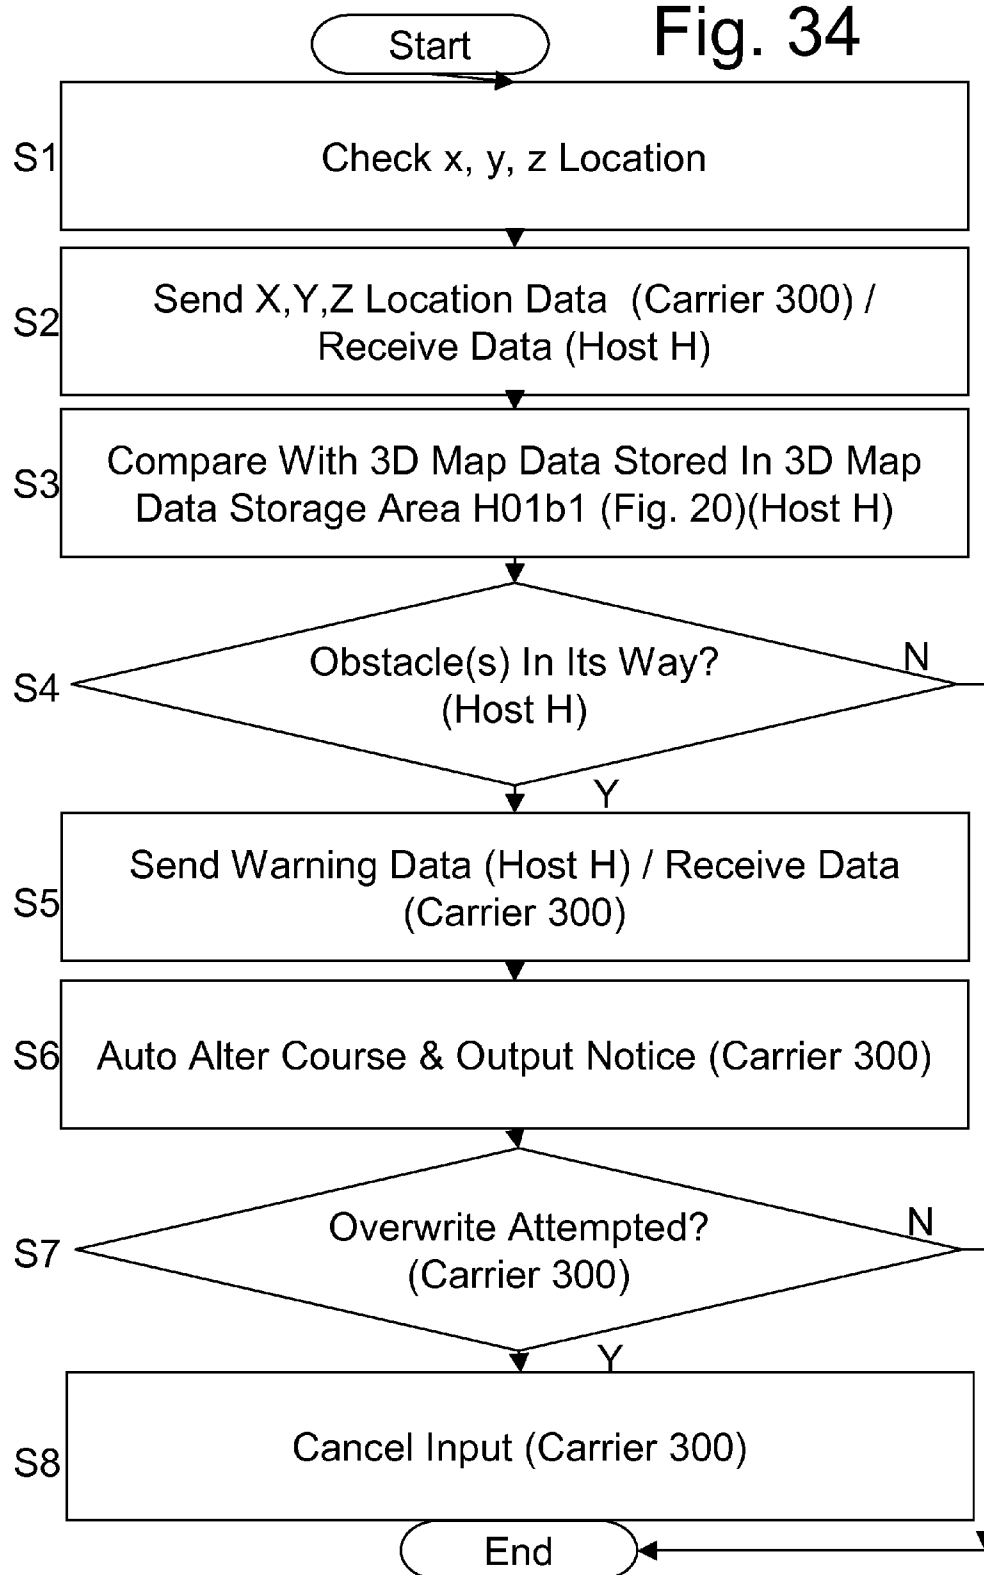 Start
Fig. 34
S1
Check x, y, z Location
S2
Send X,Y,Z Location Data (Carrier 300) /
Receive Data (Host H)
S3
Compare With 3D Map Data Stored In 3D Map
Data Storage Area H01b1 (Fig. 20)(Host H)
S4
Obstacle(s) In Its Way?
(Host H)
N
Y
S5
Send Warning Data (Host H) / Receive Data
(Carrier 300)
S6
Auto Alter Course & Output Notice (Carrier 300)
S7
Overwrite Attempted?
(Carrier 300)
N
Y
S8
Cancel Input (Carrier 300)
End